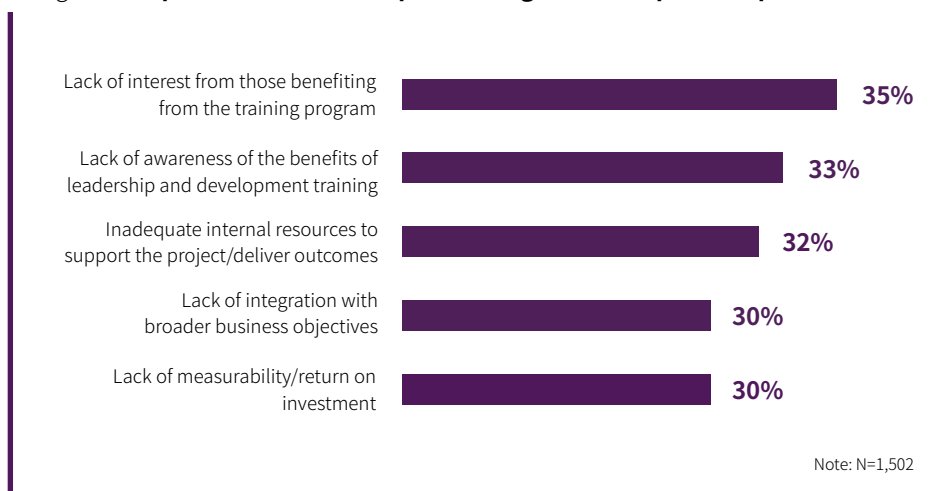 Lack of interest from those benefiting
from the training program
35%
Lack of awareness of the benefits of
leadership and development training
33%
Inadequate internal resources to
support the project/deliver outcomes
32%
Lack of integration with
broader business objectives
30%
Lack of measurability/return on
investment
30%
Note: N=1,502